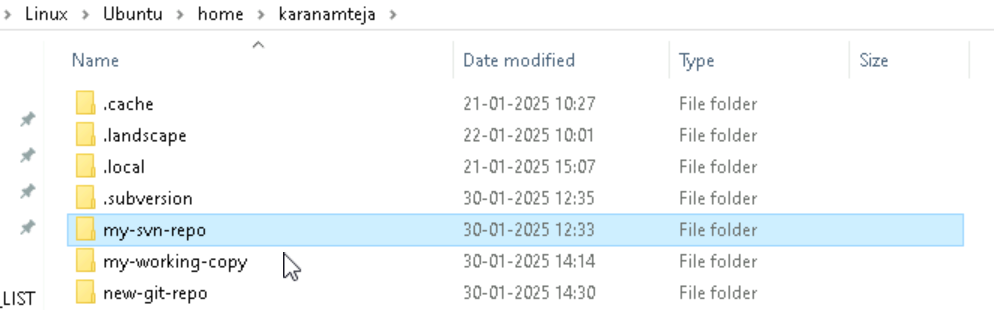 > Linux > Ubuntu > home > karanamteja >
Name Date modified Type Size
.cache 21-01-2025 10:27 File folder
.landscape 22-01-2025 10:01 File folder
.local 21-01-2025 15:07 File folder
.subversion 30-01-2025 12:35 File folder
my-svn-repo 30-01-2025 12:33 File folder
my-working-copy 30-01-2025 14:14 File folder
_LIST new-git-repo 30-01-2025 14:30 File folder